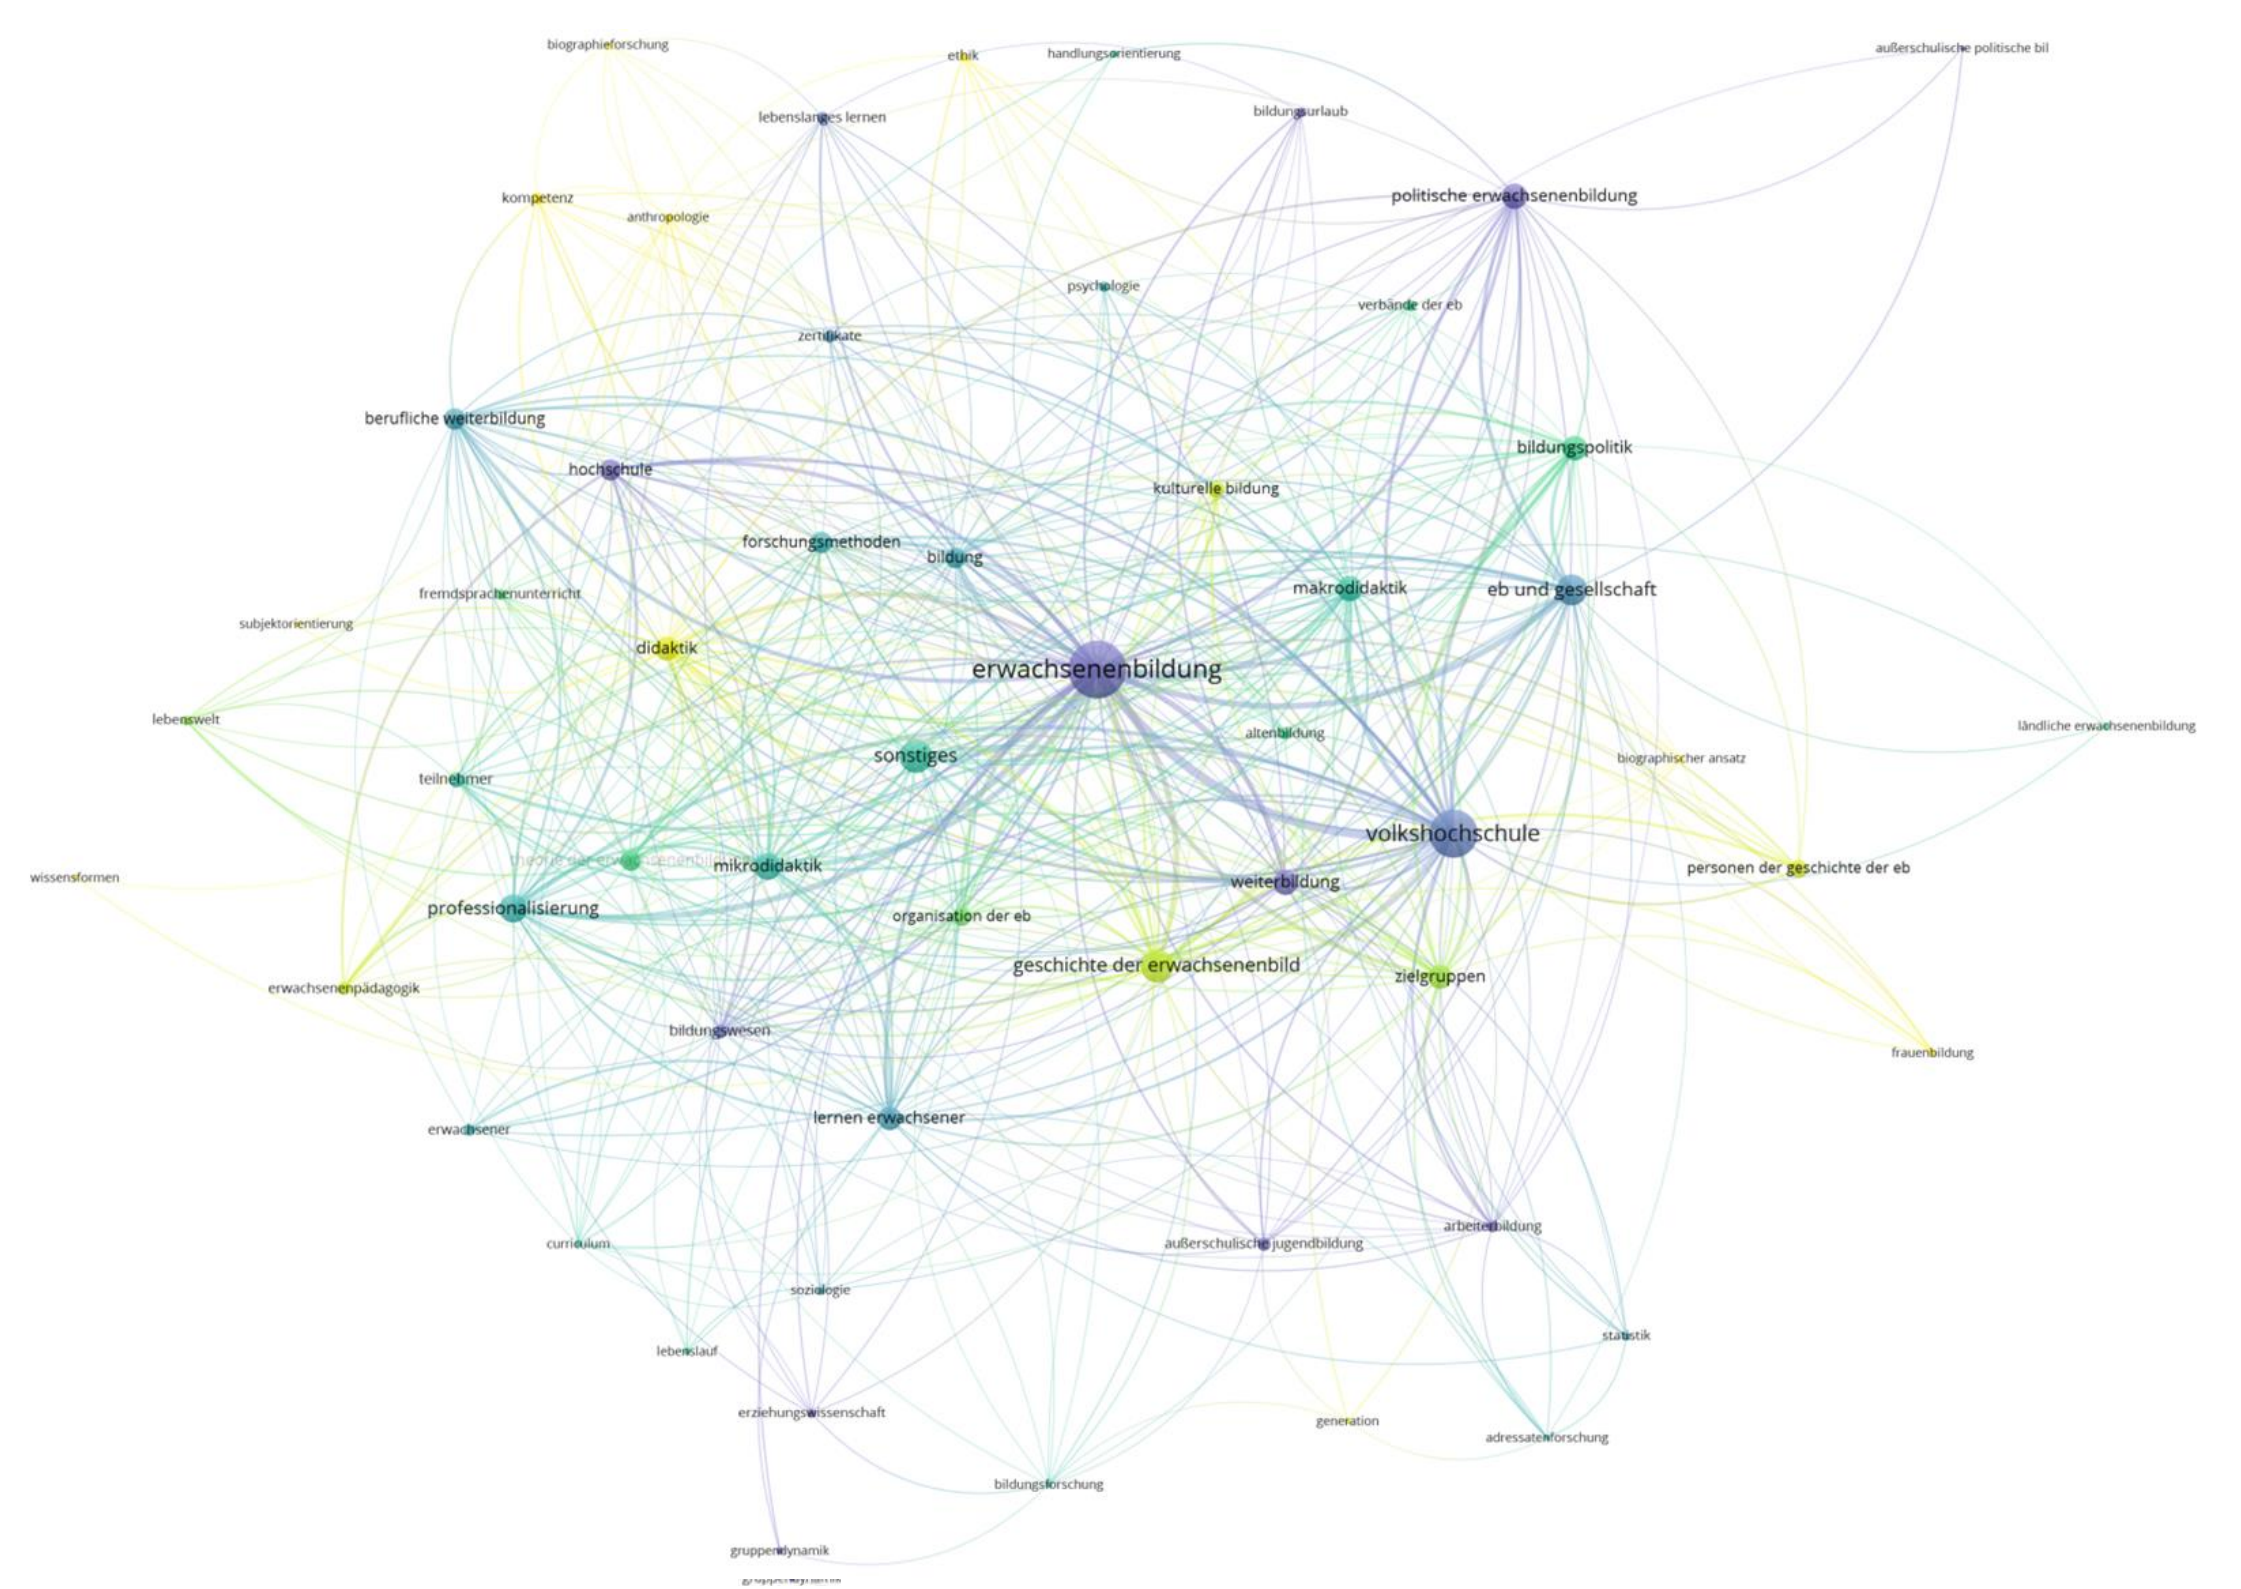 biographieforschung
ethik
handlungsorientierung
außerschulische politische bil
lebenslanges lernen
bildungsurlaub
kompetenz
anthropologie
politische erwachsenenbildung
psychologie
verbände der eb
zertifikate
berufliche weiterbildung
bildungspolitik
hochschule
kulturelle bildung
forschungsmethoden
bildung
fremdsprachenunterricht
makrodidaktik
eb und gesellschaft
subjektorientierung
didaktik
erwachsenenbildung
lebenswelt
ländliche erwachsenenbildung
altenbildung
sonstiges
biographischer ansatz
teilnehmer
volkshochschule
theorie der erwachsenenbild
mikrodidaktik
personen der geschichte der eb
wissensformen
weiterbildung
professionalisierung
organisation der eb
geschichte der erwachsenenbild
zielgruppen
erwachsenenpädagogik
bildungswesen
frauenbildung
lernen erwachsener
erwachsener
arbeiterbildung
curriculum
außerschulische jugendbildung
soziologie
statistik
lebenslauf
erziehungswissenschaft
generation
adressatenforschung
bildungsforschung
gruppendynamik